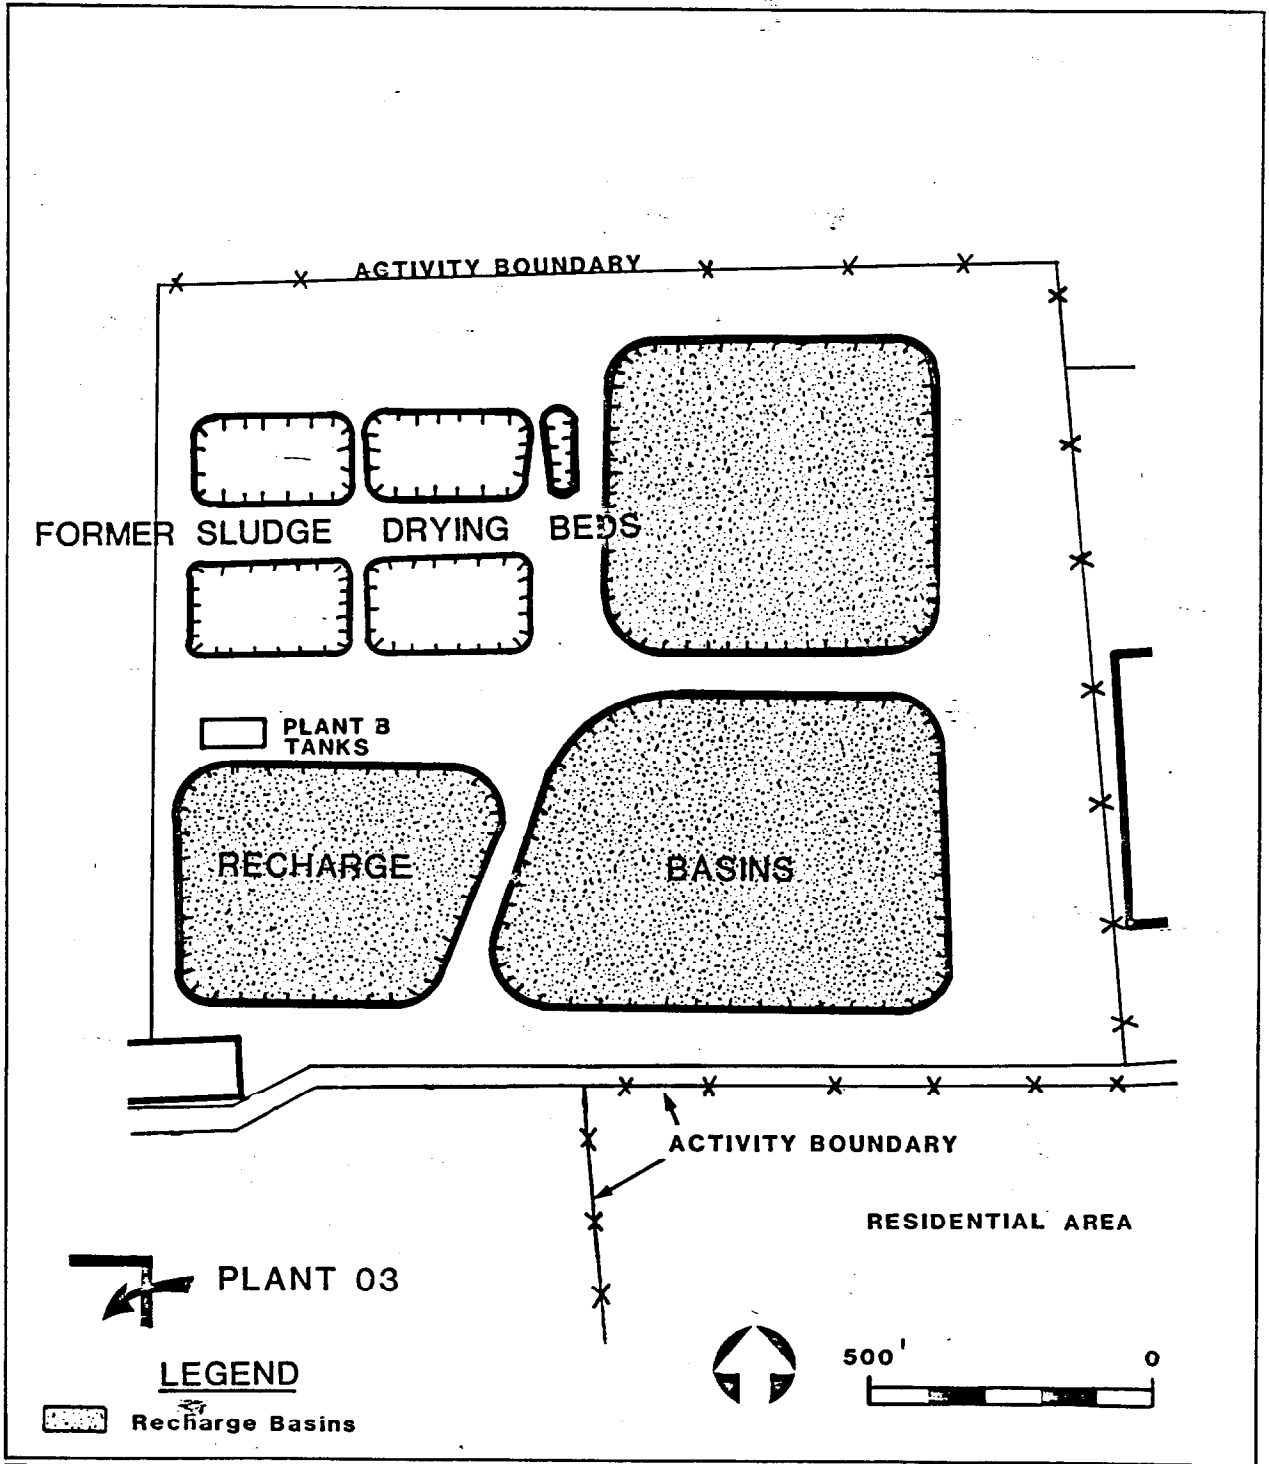 ACTIVITY BOUNDARY
FORMER SLUDGE DRYING BEDS
PLANT B
TANKS
RECHARGE BASINS
ACTIVITY BOUNDARY
RESIDENTIAL AREA
PLANT 03
500' 0
LEGEND
Recharge Basins